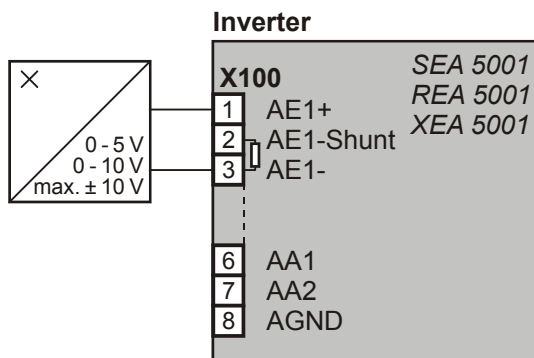 Inverter
X100
SEA 5001
REA 5001
XEA 5001
0 - 5 V
0 - 10 V
max. ± 10 V
1 AE1+
2 AE1-Shunt
3 AE1-
6 AA1
7 AA2
8 AGND